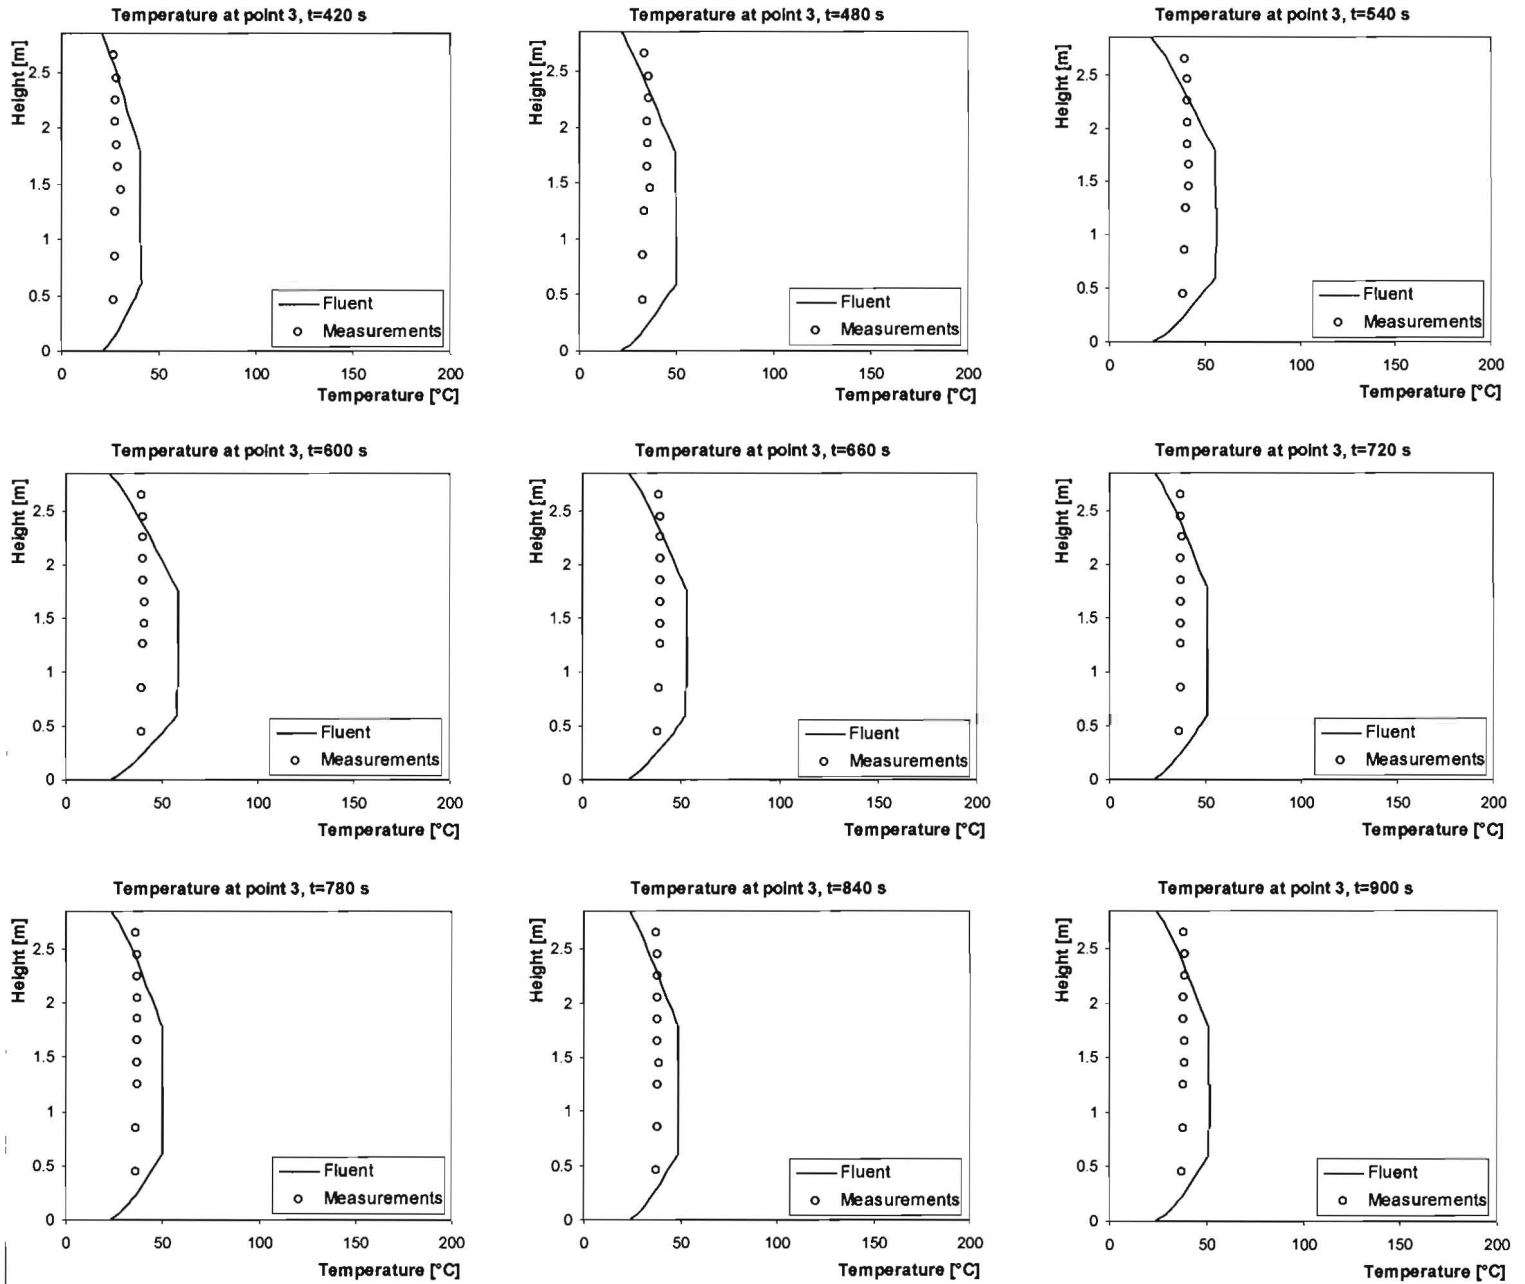 Temperature at point 3, t=420 s
Height [m]
2.5
2
1.5
1
0.5
0
Fluent
Measurements
0 50 100 150 200
Temperature [°C]
Temperature at point 3, t=480 s
Height [m]
2.5
2
1.5
1
0.5
0
Fluent
Measurements
0 50 100 150 200
Temperature [°C]
Temperature at point 3, t=540 s
Height [m]
2.5
2
1.5
1
0.5
0
Fluent
Measurements
0 50 100 150 200
Temperature [°C]
Temperature at point 3, t=600 s
Height [m]
2.5
2
1.5
1
0.5
0
Fluent
Measurements
0 50 100 150 200
Temperature [°C]
Temperature at point 3, t=660 s
Height [m]
2.5
2
1.5
1
0.5
0
Fluent
Measurements
0 50 100 150 200
Temperature [°C]
Temperature at point 3, t=720 s
Height [m]
2.5
2
1.5
1
0.5
0
Fluent
Measurements
0 50 100 150 200
Temperature [°C]
Temperature at point 3, t=780 s
Height [m]
2.5
2
1.5
1
0.5
0
Fluent
Measurements
0 50 100 150 200
Temperature [°C]
Temperature at point 3, t=840 s
Height [m]
2.5
2
1.5
1
0.5
0
Fluent
Measurements
0 50 100 150 200
Temperature [°C]
Temperature at point 3, t=900 s
Height [m]
2.5
2
1.5
1
0.5
0
Fluent
Measurements
0 50 100 150 200
Temperature [°C]